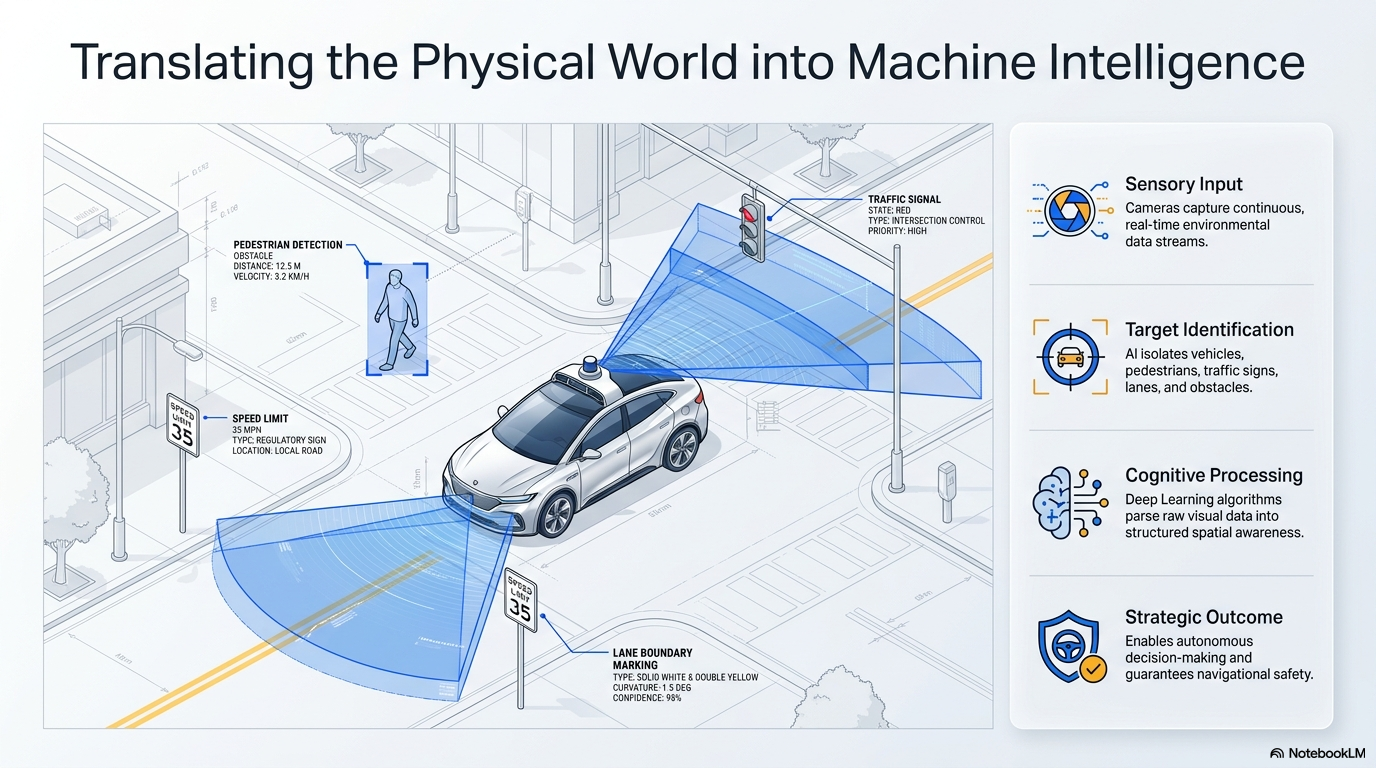 Translating the Physical World into Machine Intelligence
PEDESTRIAN DETECTION
OBSTACLE
DISTANCE: 12.5 M
VELOCITY: 3.2 KM/H
TRAFFIC SIGNAL
STATE: RED
TYPE: INTERSECTION CONTROL
PRIORITY: HIGH
SPEED
35
SPEED LIMIT
35 MPN
TYPC; REGULATORY SIGN
LOCATION: LOCAL ROAD
35
LANE BOUNDARY
MARKING
TYPE: SOLID WHITE & DOUBLE YELLOW
CURVATURE: 1.5 DEG
CONFIDENCE: 98%
Sensory Input
Cameras capture continuous,
real-time environmental
data streams.
Target Identification
AI isolates vehicles,
pedestrians, traffic signs,
lanes, and obstacles.
Cognitive Processing
Deep Learning algorithms
parse raw visual data into
structured spatial awareness.
Strategic Outcome
Enables autonomous
decision-making and
guarantees navigational safety.
NotebookLM